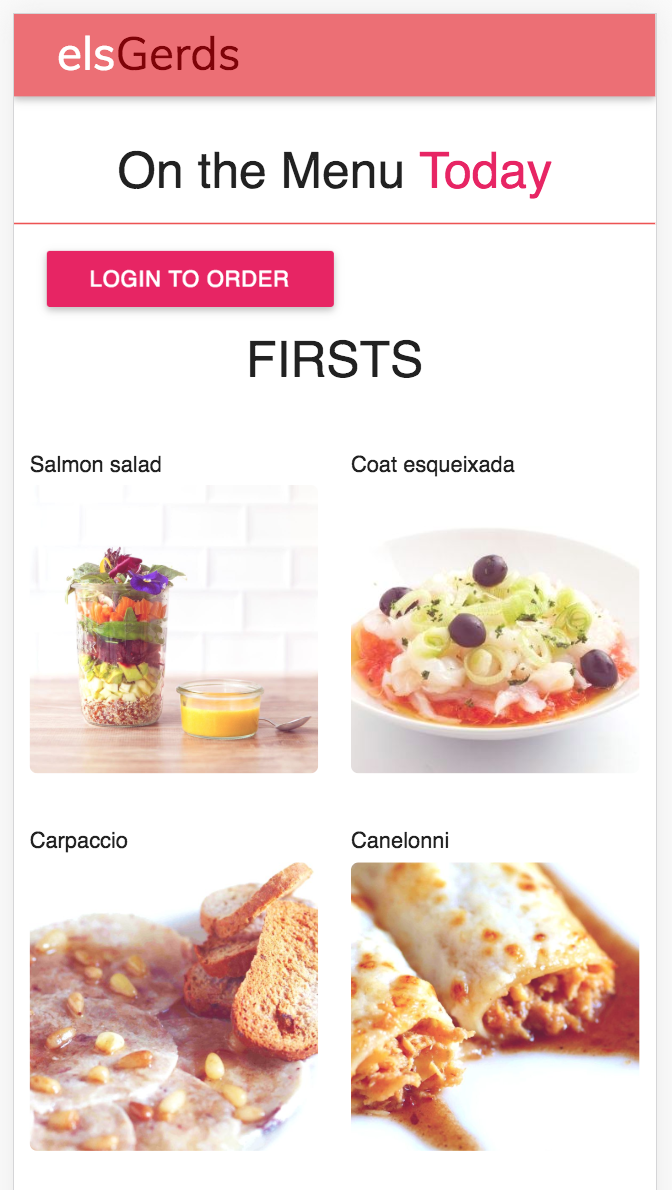 elsGerds
On the Menu Today
LOGIN TO ORDER
FIRSTS
Salmon salad
Coat esqueixada
Carpaccio
Canelonni